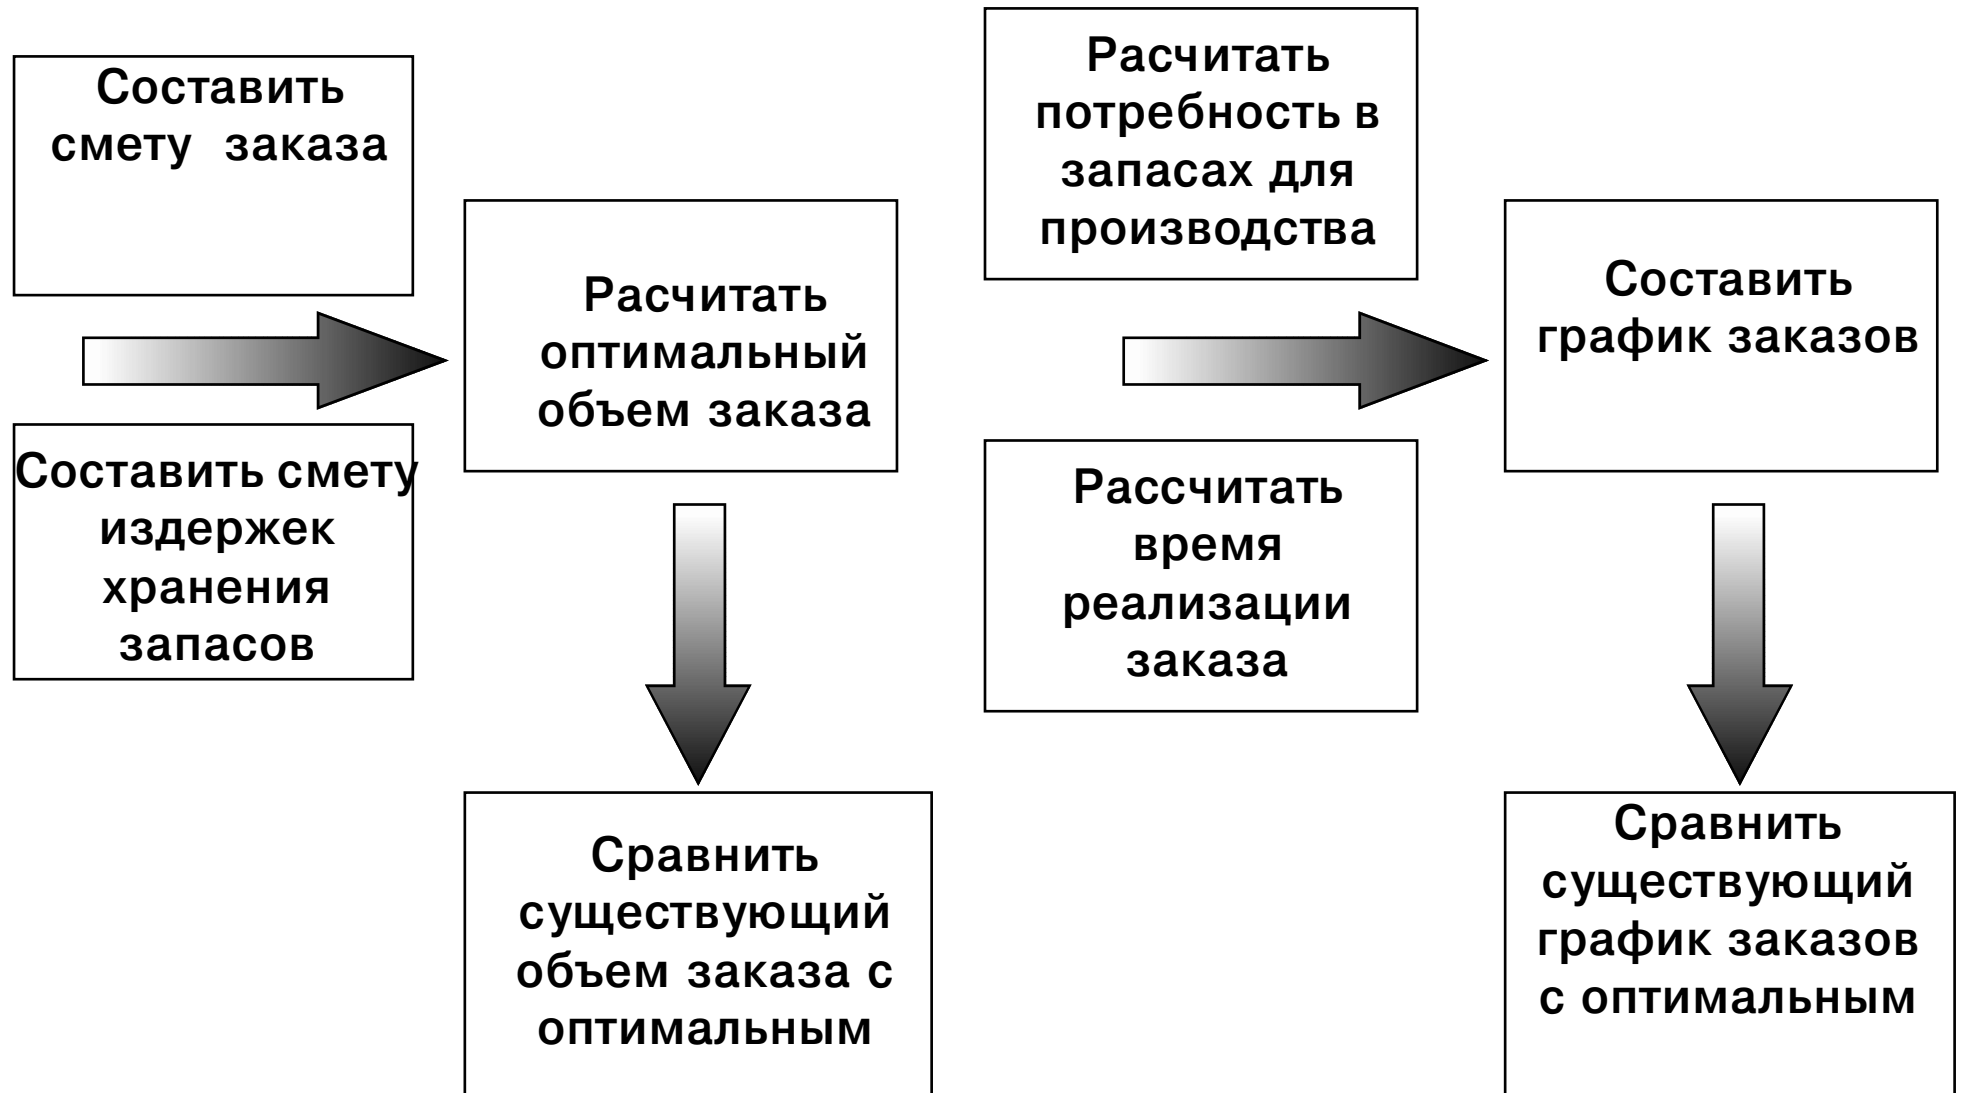 Составить
смету заказа
Составить смету
издержек
хранения
запасов
Расчитать
оптимальный
объем заказа
Сравнить
существующий
объем заказа с
оптимальным
Расчитать
потребность в
запасах для
производства
Рассчитать
время
реализации
заказа
Составить
график заказов
Сравнить
существующий
график заказов
с оптимальным